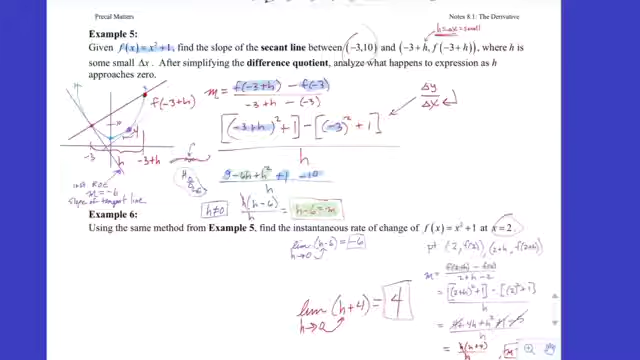 Precal Matters
Notes 8.1: The Derivative
h = Δx = small
Example 5:
Given f(x) = x² + 1, find the slope of the secant line between (−3,10) and (−3 + h, f(−3 + h)), where h is
some small Δx. After simplifying the difference quotient, analyze what happens to expression as h
approaches zero.
m = f(-3+h) - f(-3)
-3+h - (-3)
f(-3+h)
Δy
Δx
[(-3+h)² + 1] - [(-3)² + 1]
h
-3
h
-3+h
9 - 6h + h² + 1 - 10
h
inst ROC
m = -6
slope of tangent line
h≠0
h(h-6)
h
= h-6 = m
Example 6:
Using the same method from Example 5, find the instantaneous rate of change of f(x) = x² + 1 at x = 2.
lim (h-6) = -6
h→0
pt (2, f(2)), (2+h, f(2+h))
m = f(2+h) - f(2)
2+h - 2
= [(2+h)² + 1] - [(2)² + 1]
h
lim (h+4) = 4
h→0
h
= h(h+4)
h